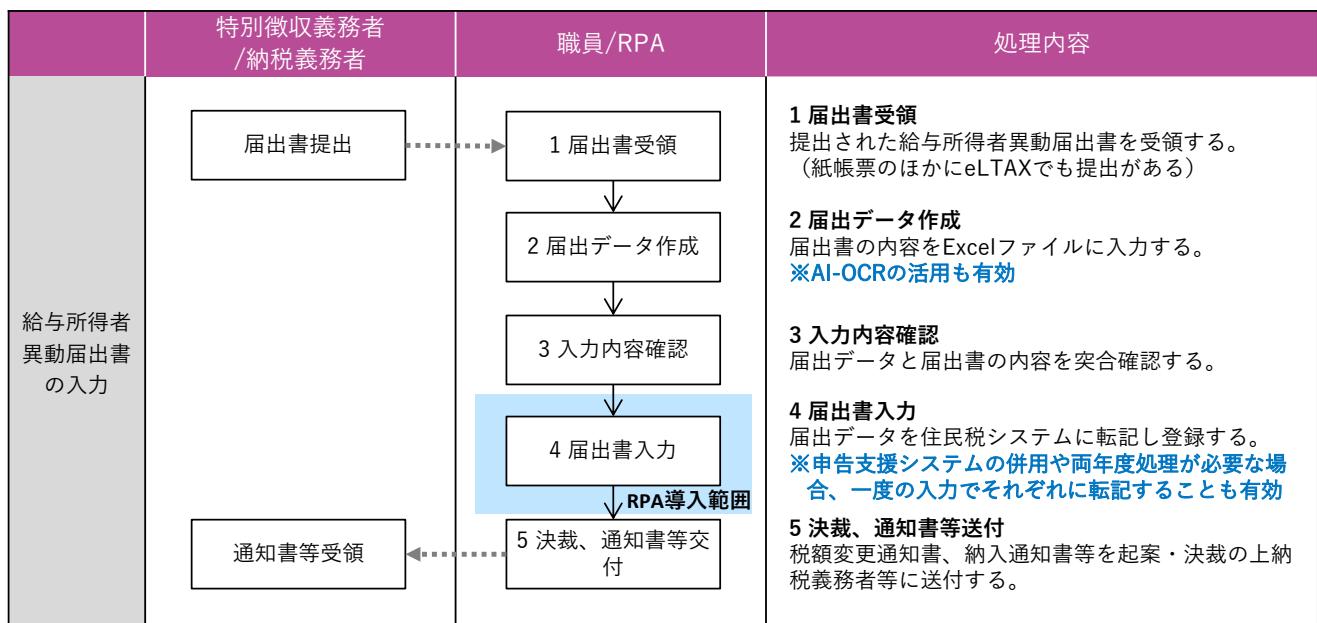 特別徴収義務者
/納税義務者
職員/RPA
処理内容
給与所得者
異動届出書
の入力
届出書提出
1 届出書受領
2 届出データ作成
3 入力内容確認
4 届出書入力
RPA導入範囲
5 決裁、通知書等交
付
通知書等受領
1 届出書受領
提出された給与所得者異動届出書を受領する。
（紙帳票のほかにeLTAXでも提出がある）
2 届出データ作成
届出書の内容をExcelファイルに入力する。
※AI-OCRの活用も有効
3 入力内容確認
届出データと届出書の内容を突合確認する。
4 届出書入力
届出データを住民税システムに転記し登録する。
※申告支援システムの併用や両年度処理が必要な場
合、一度の入力でそれぞれに転記することも有効
5 決裁、通知書等送付
税額変更通知書、納入通知書等を起案・決裁の上納
税義務者等に送付する。